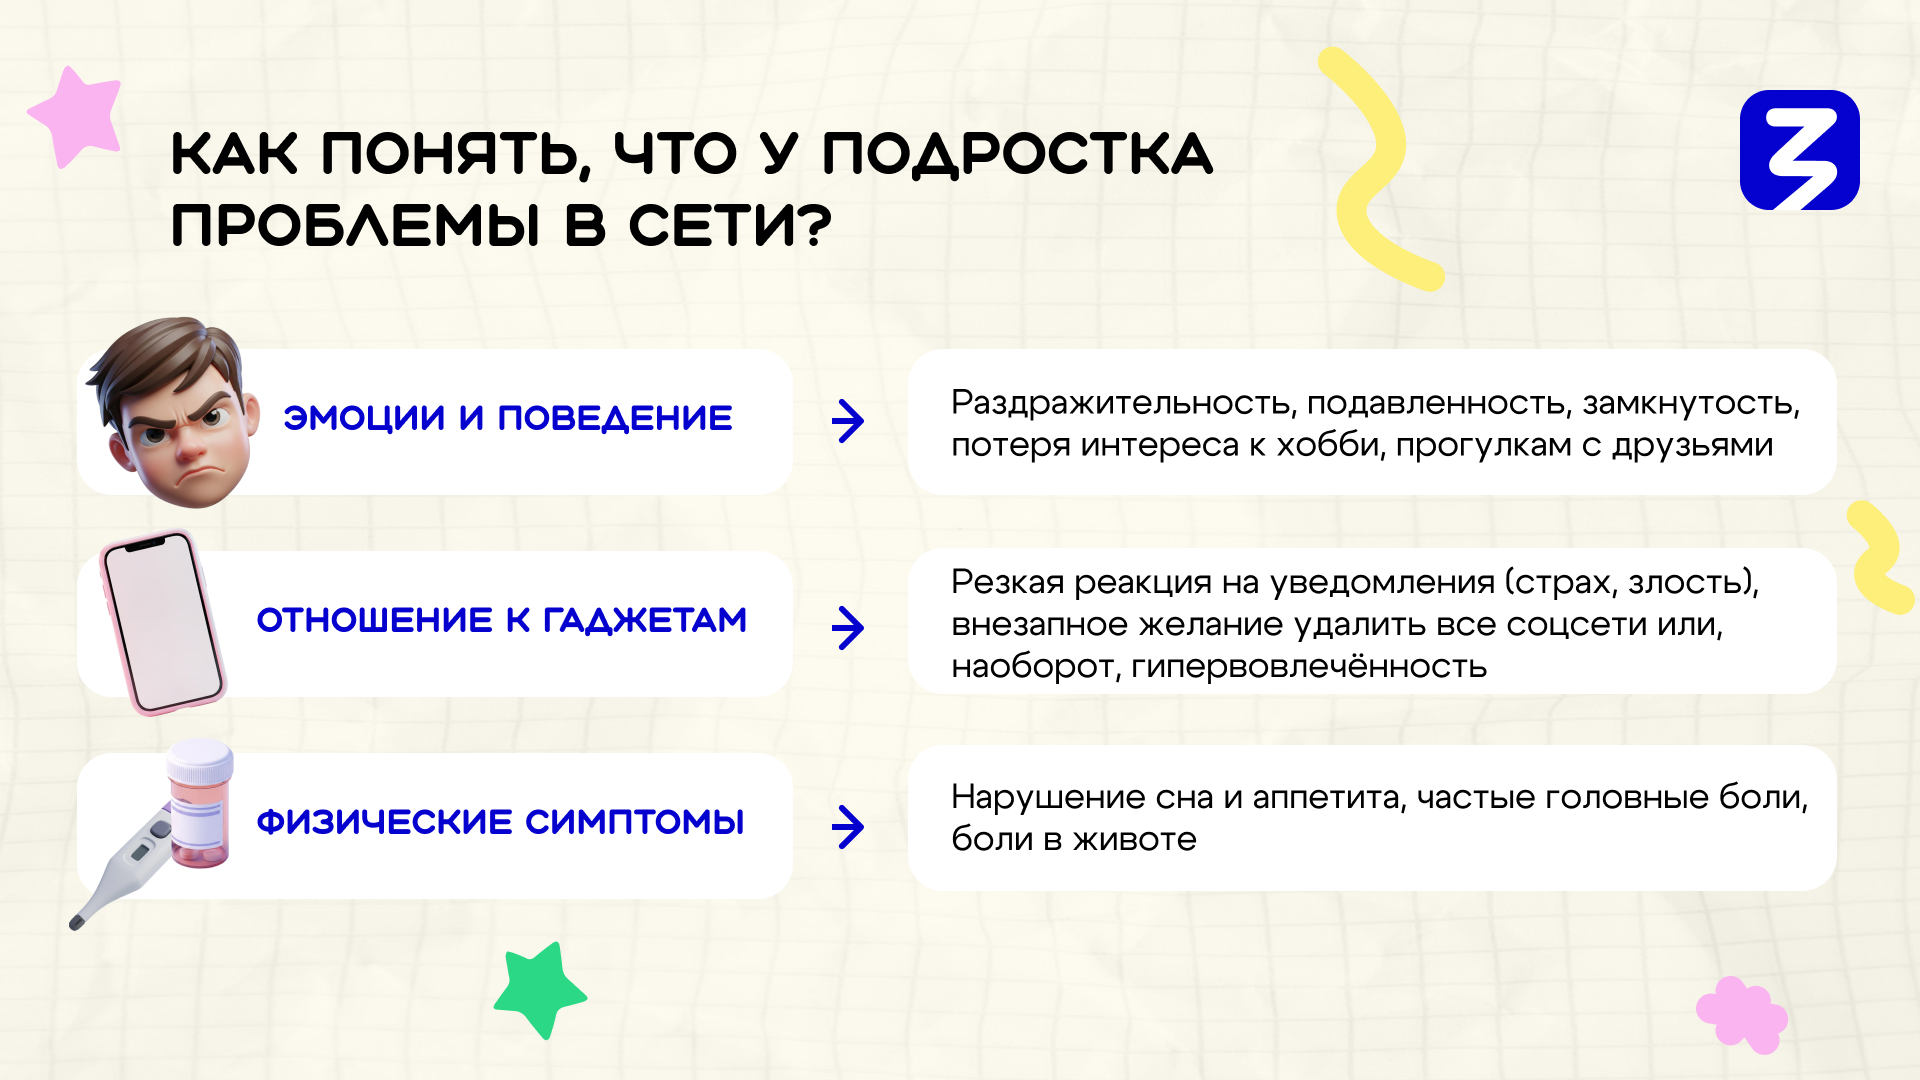 КАК ПОНЯТЬ, ЧТО У ПОДРОСТКА
ПРОБЛЕМЫ В СЕТИ?
ЭМОЦИИ И ПОВЕДЕНИЕ
Раздражительность, подавленность, замкнутость,
потеря интереса к хобби, прогулкам с друзьями
ОТНОШЕНИЕ К ГАДЖЕТАМ
Резкая реакция на уведомления (страх, злость),
внезапное желание удалить все соцсети или,
наоборот, гипервовлечённость
ФИЗИЧЕСКИЕ СИМПТОМЫ
Нарушение сна и аппетита, частые головные боли,
боли в животе